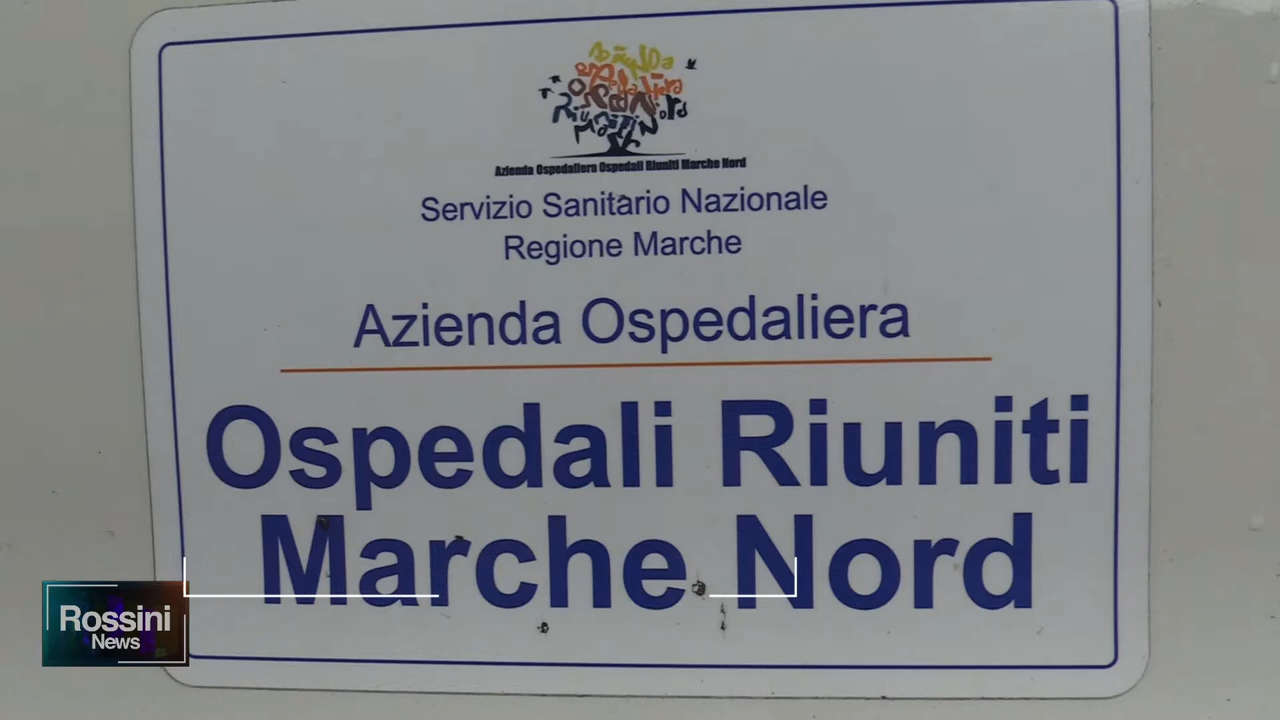 Azienda Ospedaliera Ospedali Riuniti Marche Nord
Servizio Sanitario Nazionale
Regione Marche
Azienda Ospedaliera
Ospedali Riuniti
Marche Nord
Rossini
News